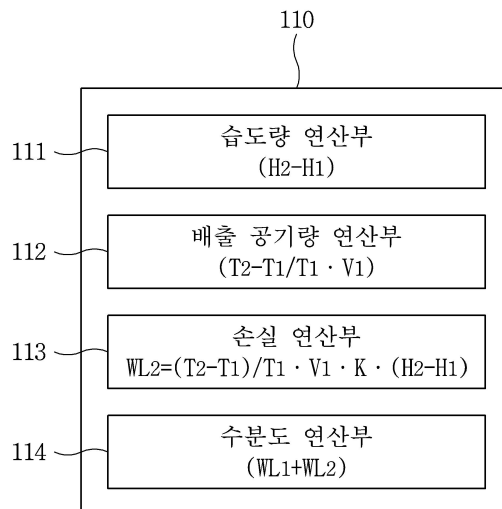 110
111
습도량 연산부
(H2-H1)
112
배출 공기량 연산부
(T2-T1/T1 · V1)
113
손실 연산부
WL2=(T2-T1)/T1 · V1 · K · (H2-H1)
114
수분도 연산부
(WL1+WL2)